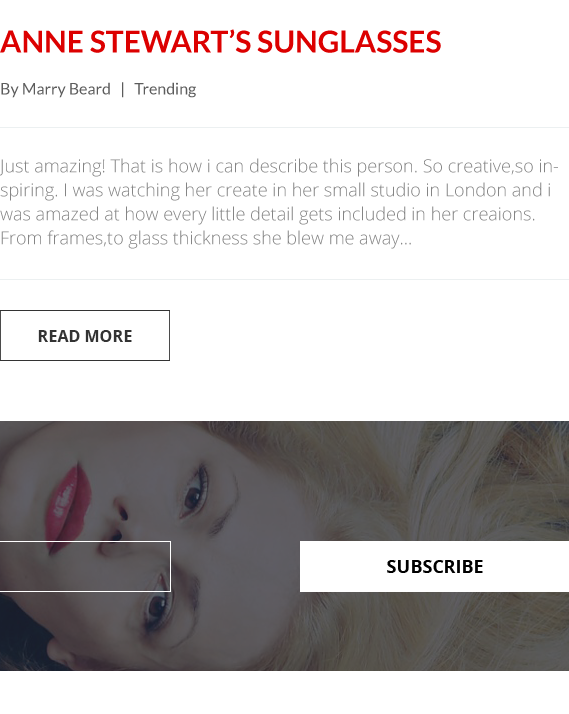 ANNE STEWART’S SUNGLASSES
By Marry Beard | Trending
Just amazing! That is how i can describe this person. So creative,so in-
spiring. I was watching her create in her small studio in London and i
was amazed at how every little detail gets included in her creaions.
From frames,to glass thickness she blew me away...
READ MORE
SUBSCRIBE